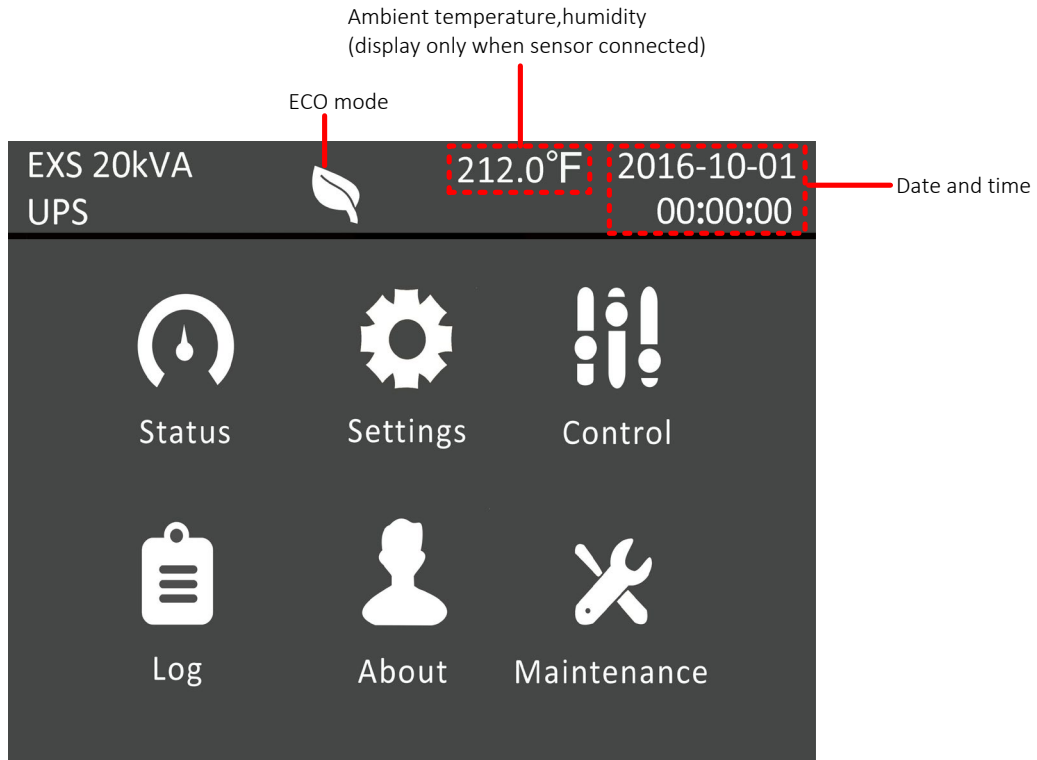 Ambient temperature,humidity
(display only when sensor connected)
ECO mode
EXS 20kVA
UPS
212.0°F
2016-10-01
00:00:00
Date and time
Status
Settings
Control
Log
About
Maintenance